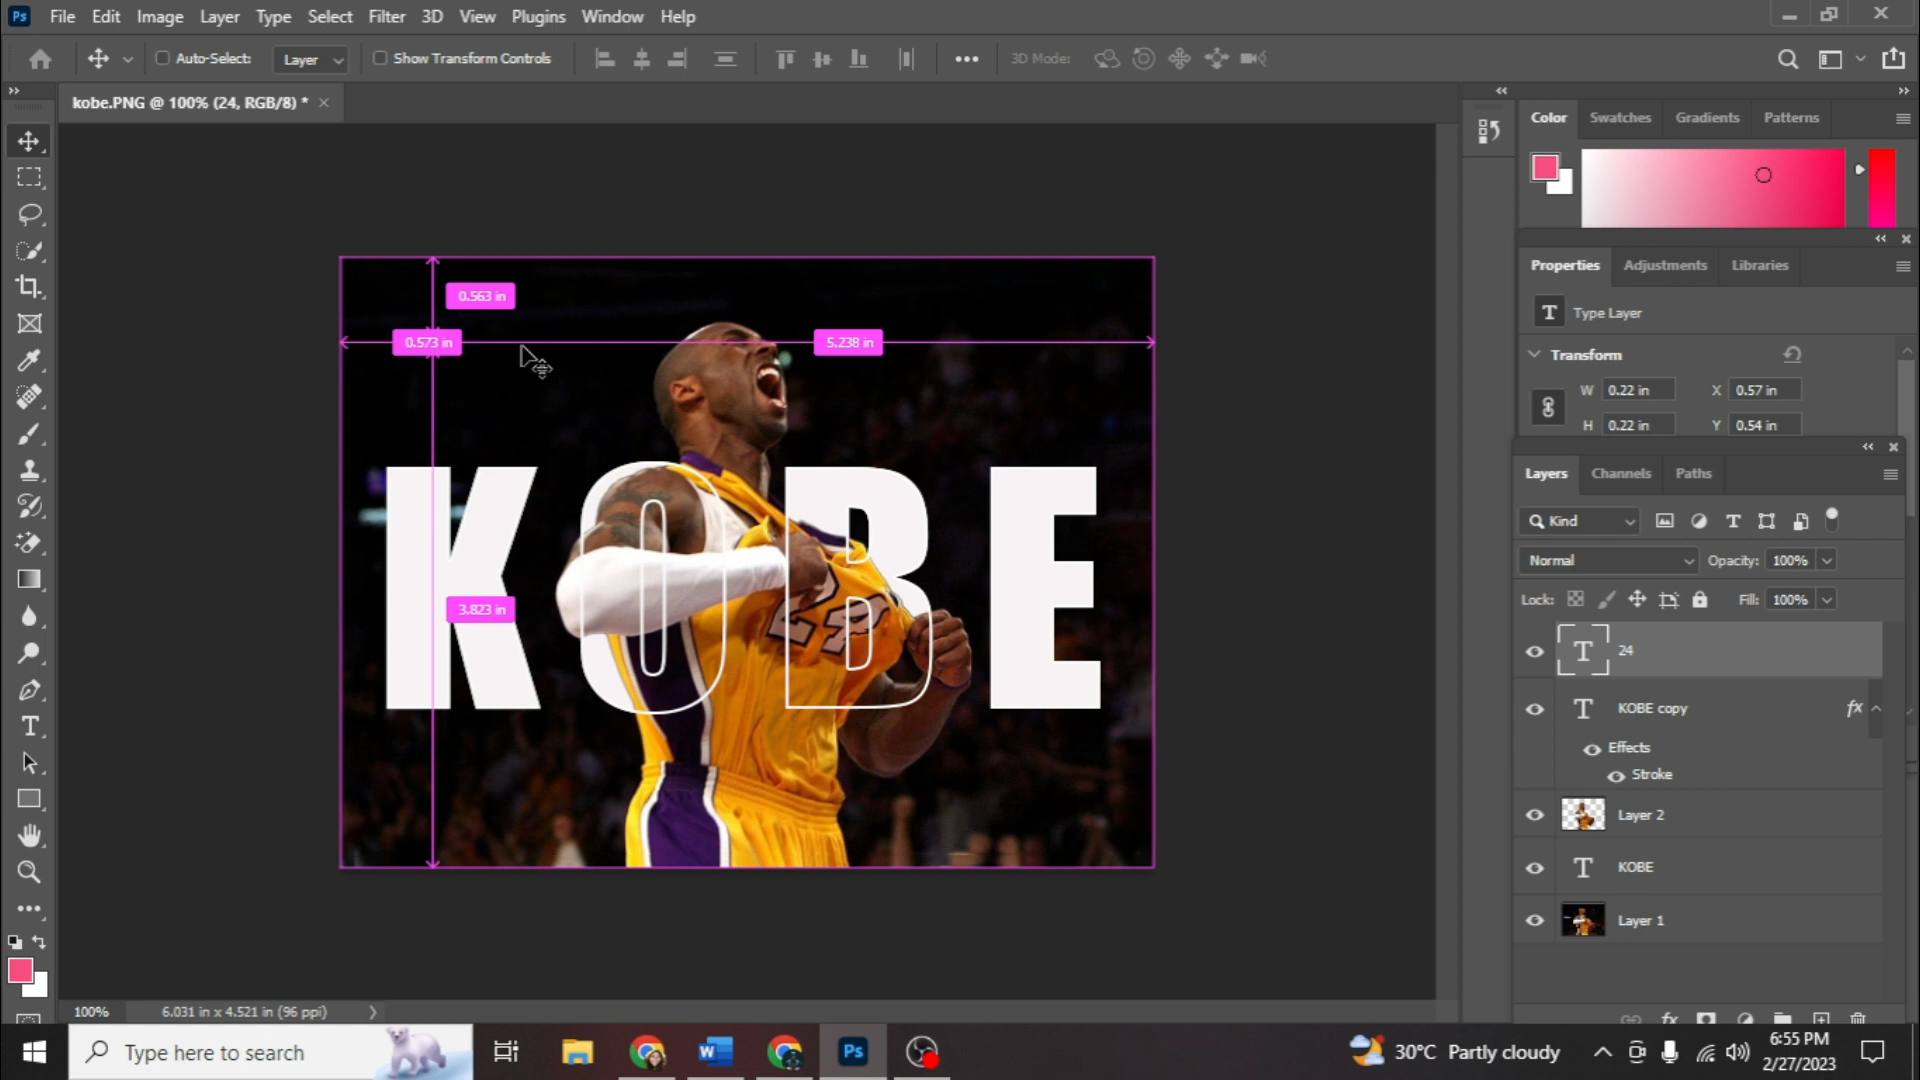 Ps File Edit Image Layer Type Select Filter 3D View Plugins Window Help
Auto-Select: Layer Show Transform Controls ••• 3D Mode:
kobe.PNG @ 100% (24, RGB/8) * ×
Color Swatches Gradients Patterns
Properties Adjustments Libraries
T Type Layer
Transform
W 0.22 in X 0.57 in
H 0.22 in Y 0.54 in
0.563 in
0.573 in 5.238 in
KOBE
3.823 in
24
Layers Channels Paths
Kind
Normal Opacity: 100%
Lock: Fill: 100%
T 24
T KOBE copy fx
Effects
Stroke
Layer 2
T KOBE
Layer 1
100% 6.031 in x 4.521 in (96 ppi)
Type here to search
W Ps
30°C Partly cloudy
6:55 PM
2/27/2023